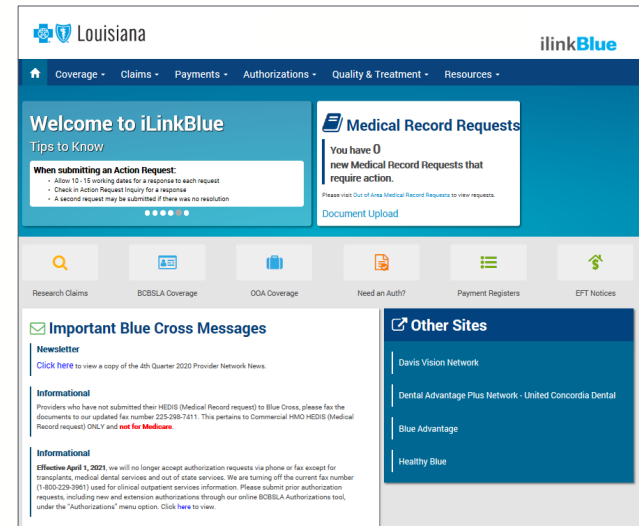 Louisiana
ilinkBlue
Coverage Claims Payments Authorizations Quality & Treatment Resources
Welcome to iLinkBlue
Tips to Know
When submitting an Action Request:
• Allow 10 - 15 working dates for a response to each request
• Check in Action Request Inquiry for a response
• A second request may be submitted if there was no resolution
Medical Record Requests
You have 0
new Medical Record Requests that
require action.
Please visit Out of Area Medical Record Requests to view requests.
Document Upload
Research Claims
BCBSLA Coverage
OOA Coverage
Need an Auth?
Payment Registers
EFT Notices
Important Blue Cross Messages
Newsletter
Click here to view a copy of the 4th Quarter 2020 Provider Network News.
Informational
Providers who have not submitted their HEDIS (Medical Record request) to Blue Cross, please fax the
documents to our updated fax number 225-298-7411. This pertains to Commercial HMO HEDIS (Medical
Record request) ONLY and not for Medicare.
Informational
Effective April 1, 2021, we will no longer accept authorization requests via phone or fax except for
transplants, medical dental services and out of state services. We are turning off the current fax number
(1-800-229-3961) used for clinical outpatient services information. Please submit prior authorization
requests, including new and extension authorizations through our online BCBSLA Authorizations tool,
under the "Authorizations" menu option. Click here to view.
Other Sites
Davis Vision Network
Dental Advantage Plus Network - United Concordia Dental
Blue Advantage
Healthy Blue